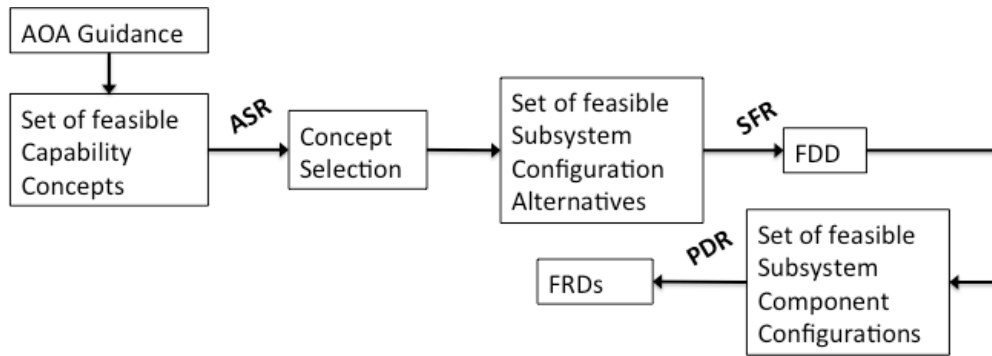 AOA Guidance
Set of feasible
Capability
Concepts
ASR
Concept
Selection
Set of feasible
Subsystem
Configuration
Alternatives
SFR
FDD
Set of feasible
Subsystem
Component
Configurations
PDR
FRDs